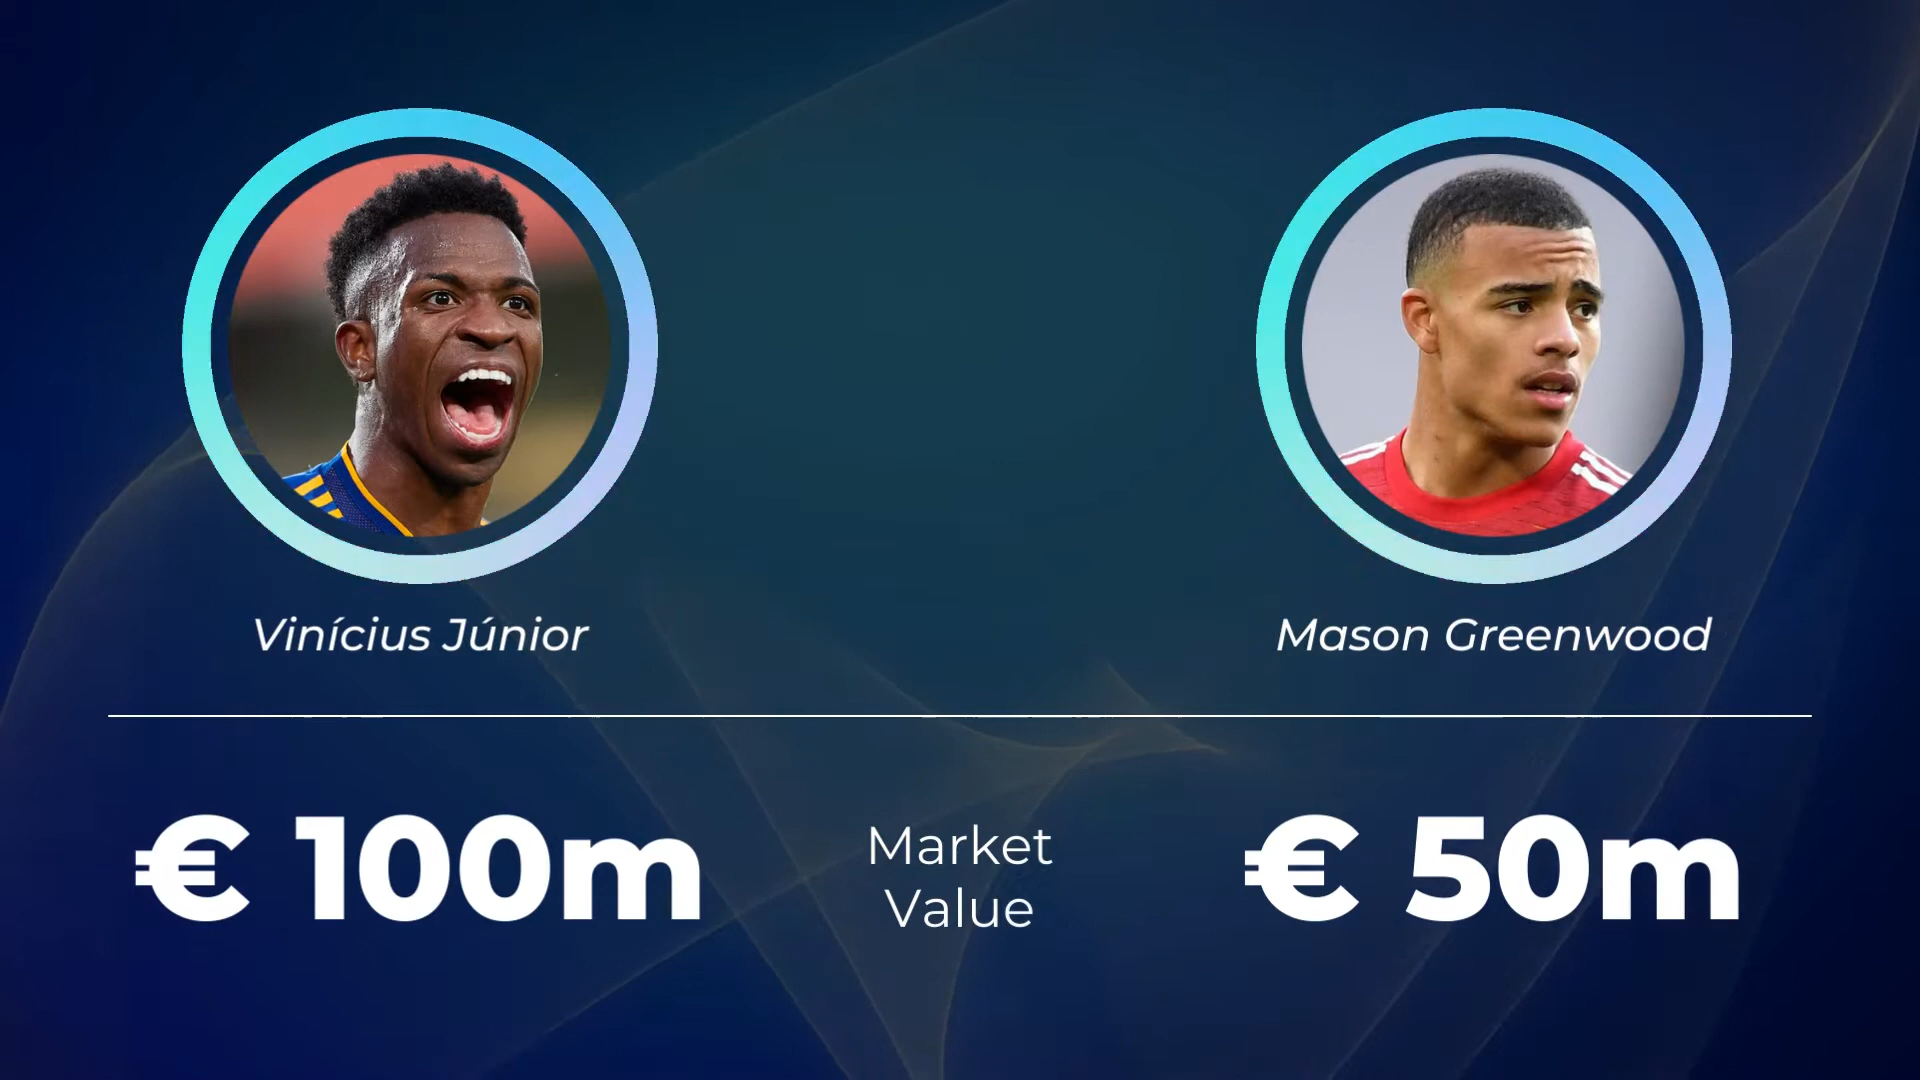 Vinícius Júnior
Mason Greenwood
€ 100m
Market
Value
€ 50m